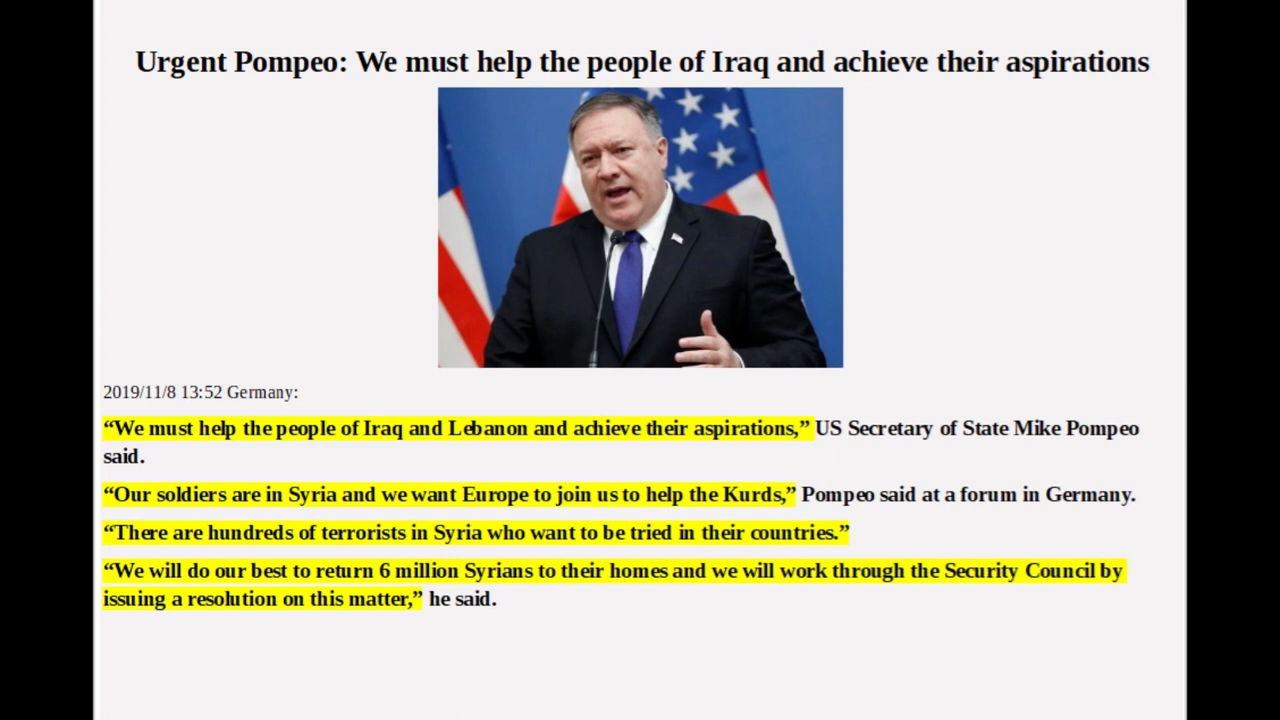 Urgent Pompeo: We must help the people of Iraq and achieve their aspirations
2019/11/8 13:52 Germany:
“We must help the people of Iraq and Lebanon and achieve their aspirations,” US Secretary of State Mike Pompeo
said.
“Our soldiers are in Syria and we want Europe to join us to help the Kurds,” Pompeo said at a forum in Germany.
“There are hundreds of terrorists in Syria who want to be tried in their countries.”
“We will do our best to return 6 million Syrians to their homes and we will work through the Security Council by
issuing a resolution on this matter,” he said.